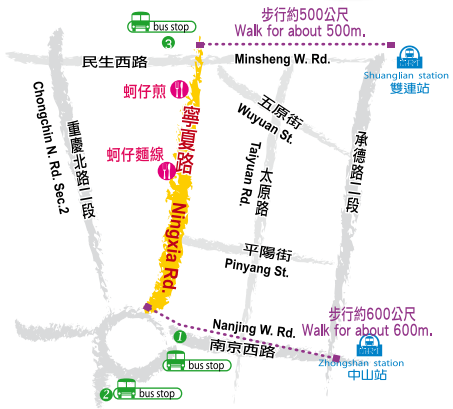 bus stop
3
步行約500公尺
Walk for about 500m.
民生西路
Minsheng W. Rd.
Shuanglian station
雙連站
蚵仔煎
蚵仔麵線
寧夏路
Ningxia Rd.
重慶北路二段
Chongchin N. Rd. Sec.2
五原街
Wuyuan St.
太原路
Taiyuan Rd.
承德路二段
平陽街
Pinyang St.
步行約600公尺
Walk for about 600m.
Nanjing W. Rd.
南京西路
Zhongshan station
中山站
1
bus stop
2
bus stop